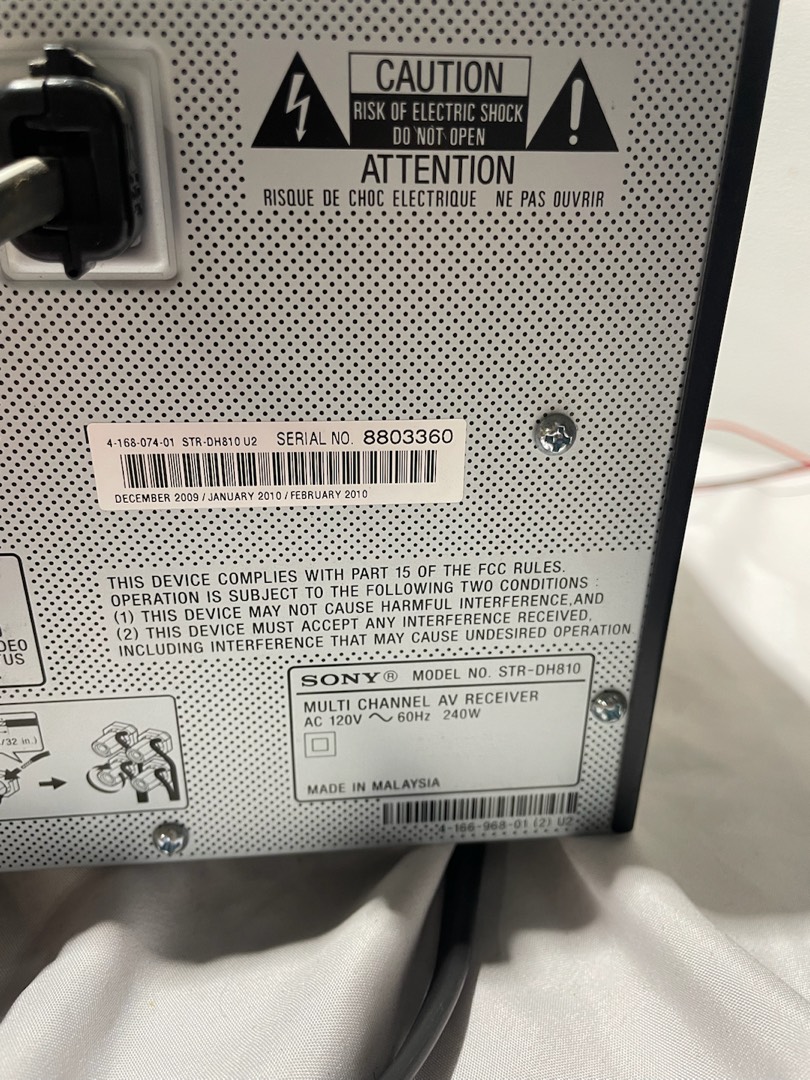 CAUTION
RISK OF ELECTRIC SHOCK
DO NOT OPEN
ATTENTION
RISQUE DE CHOC ELECTRIQUE NE PAS OUVRIR
4-168-074-01 STR-DH810 U2 SERIAL NO. 8803360
DECEMBER 2009 / JANUARY 2010 / FEBRUARY 2010
THIS DEVICE COMPLIES WITH PART 15 OF THE FCC RULES.
OPERATION IS SUBJECT TO THE FOLLOWING TWO CONDITIONS :
(1) THIS DEVICE MAY NOT CAUSE HARMFUL INTERFERENCE,AND
(2) THIS DEVICE MUST ACCEPT ANY INTERFERENCE RECEIVED,
INCLUDING INTERFERENCE THAT MAY CAUSE UNDESIRED OPERATION.
SONY® MODEL NO. STR-DH810
MULTI CHANNEL AV RECEIVER
AC 120V ~ 60Hz 240W
MADE IN MALAYSIA
4-166-968-01 (2) U2
/32 in.)